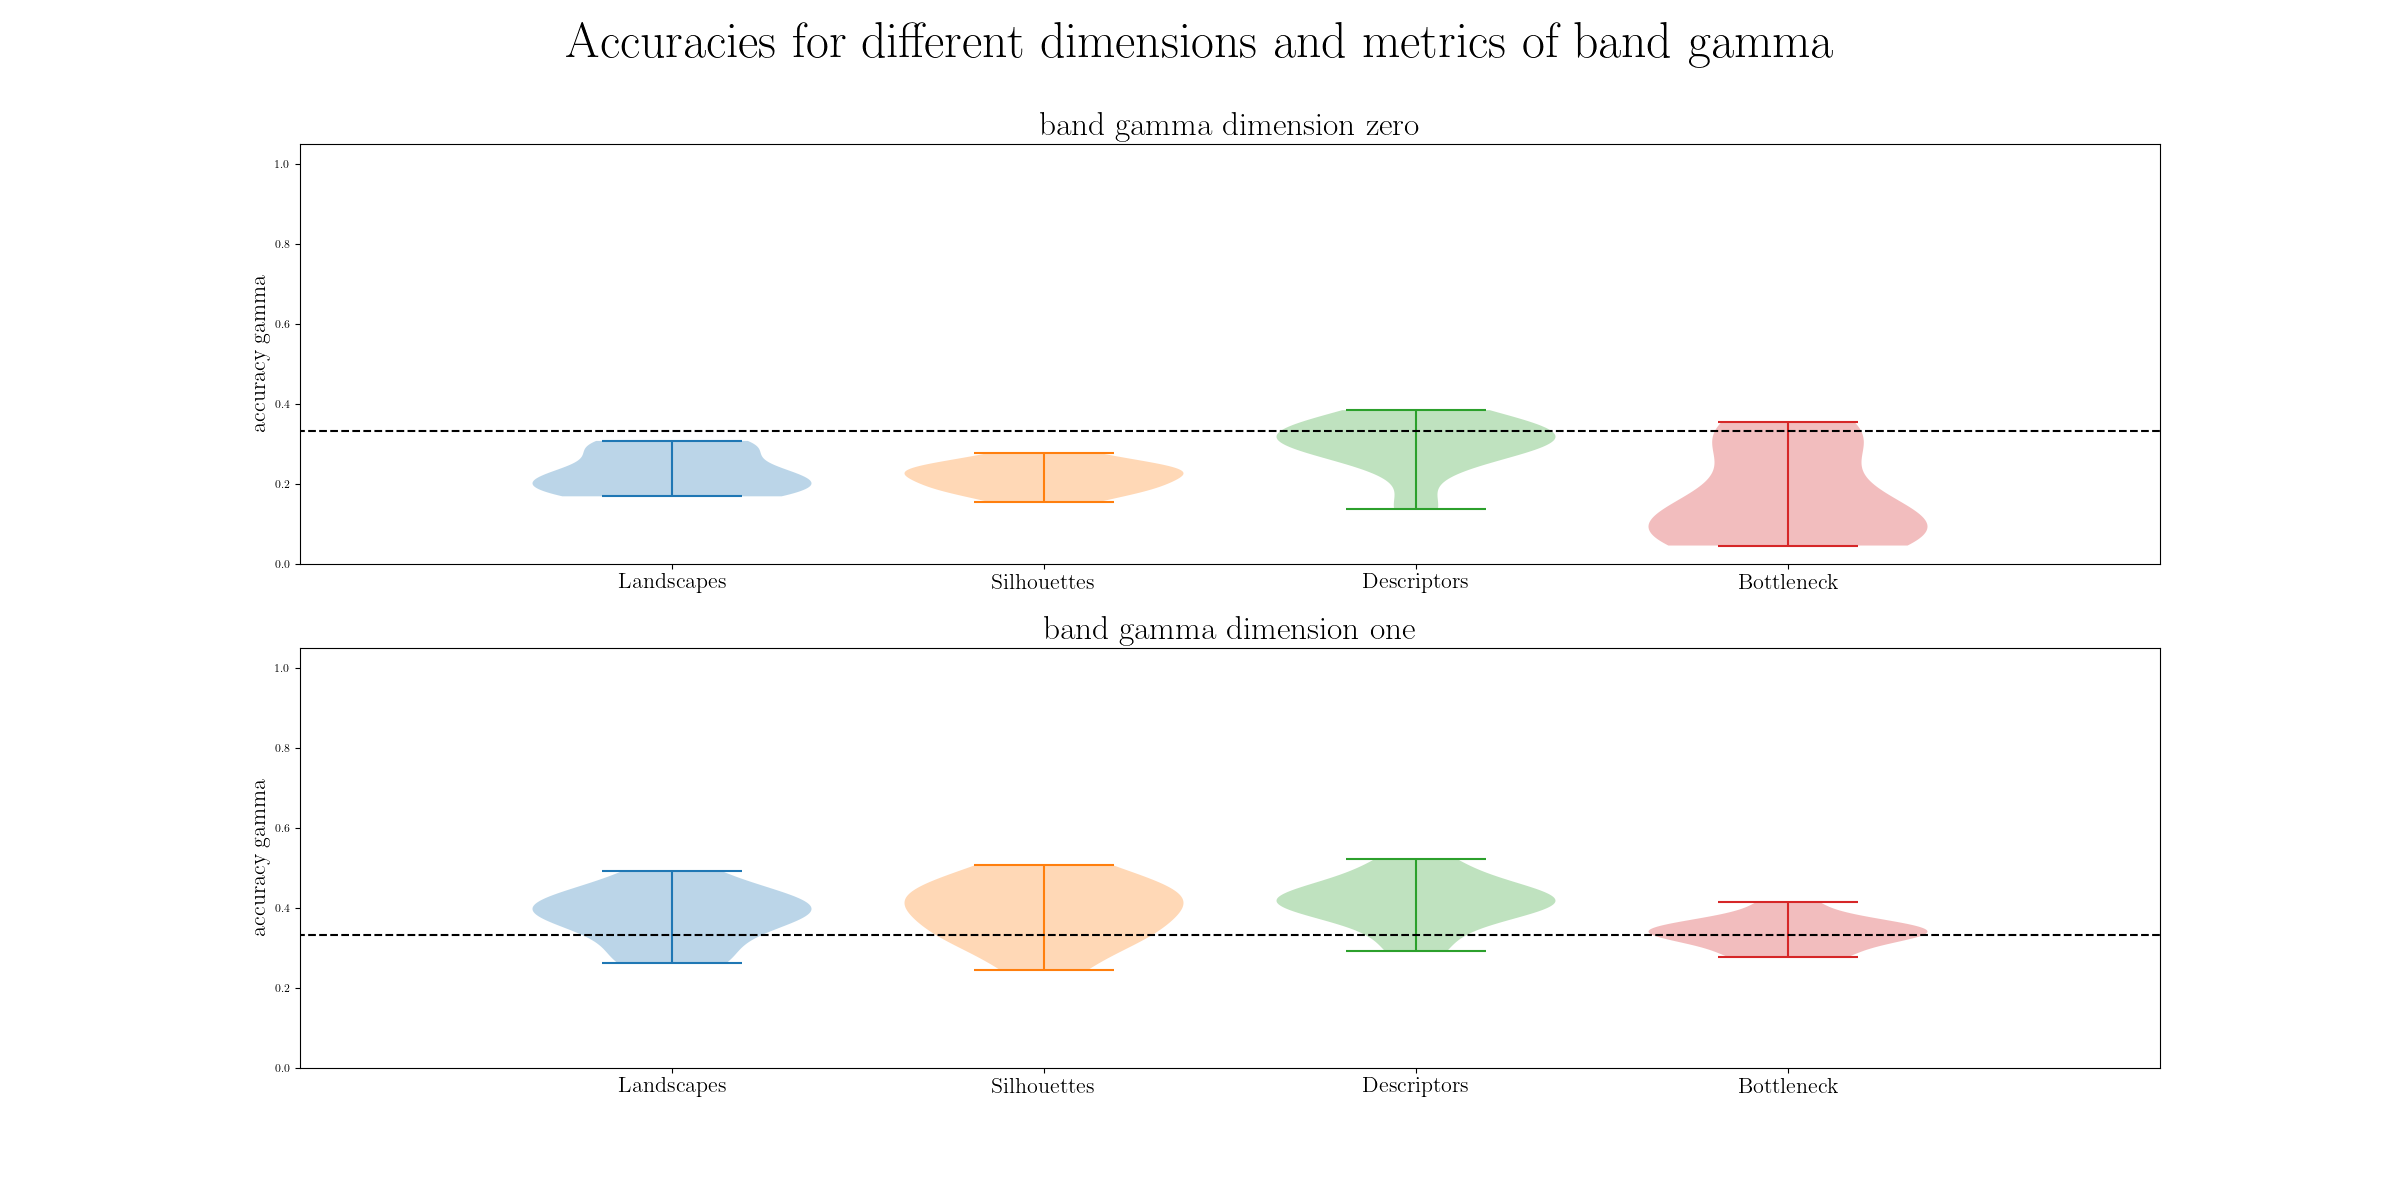 Accuracies for different dimensions and metrics of band gamma
band gamma dimension zero
accuracy gamma
1.0
0.8
0.6
0.4
0.2
0.0
Landscapes Silhouettes Descriptors Bottleneck
band gamma dimension one
accuracy gamma
1.0
0.8
0.6
0.4
0.2
0.0
Landscapes Silhouettes Descriptors Bottleneck